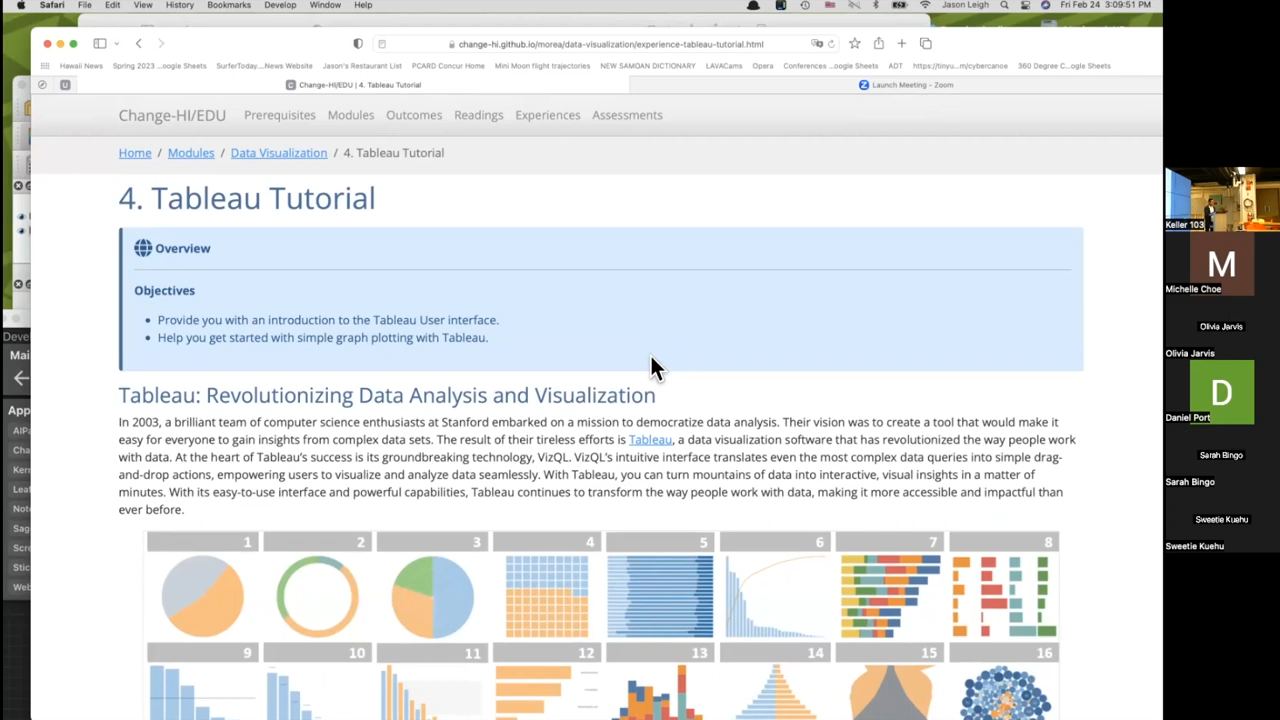 Safari File Edit View History Bookmarks Develop Window Help Jason Leigh Fri Feb 24 3:09:51 PM
change-hi.github.io/morea/data-visualization/experience-tableau-tutorial.html
Hawaii News Spring 2023 ...oogle Sheets SurferToday....News Website Jason's Restaurant List PCARD Concur Home Mini Moon flight trajectories NEW SAMOAN DICTIONARY LAVACams Opera Conferences ...oogle Sheets ADT https://tinyu...m/cybercanoe 360 Degree C...ogle Sheets
Change-HI/EDU | 4. Tableau Tutorial Launch Meeting - Zoom
Change-HI/EDU Prerequisites Modules Outcomes Readings Experiences Assessments
Home / Modules / Data Visualization / 4. Tableau Tutorial
4. Tableau Tutorial
Overview
Objectives
• Provide you with an introduction to the Tableau User interface.
• Help you get started with simple graph plotting with Tableau.
Tableau: Revolutionizing Data Analysis and Visualization
In 2003, a brilliant team of computer science enthusiasts at Stanford embarked on a mission to democratize data analysis. Their vision was to create a tool that would make it
easy for everyone to gain insights from complex data sets. The result of their tireless efforts is Tableau, a data visualization software that has revolutionized the way people work
with data. At the heart of Tableau's success is its groundbreaking technology, VizQL. VizQL's intuitive interface translates even the most complex data queries into simple drag-
and-drop actions, empowering users to visualize and analyze data seamlessly. With Tableau, you can turn mountains of data into interactive, visual insights in a matter of
minutes. With its easy-to-use interface and powerful capabilities, Tableau continues to transform the way people work with data, making it more accessible and impactful than
ever before.
1 2 3 4 5 6 7 8
9 10 11 12 13 14 15 16
Keller 103
M
Michelle Choe
Olivia Jarvis
Olivia Jarvis
D
Daniel Port
Sarah Bingo
Sarah Bingo
Sweetie Kuehu
Sweetie Kuehu